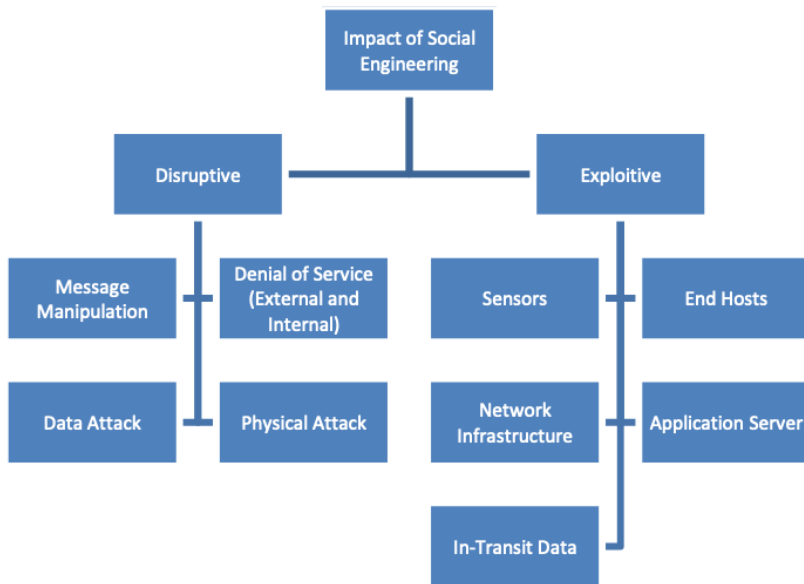 Impact of Social
Engineering
Disruptive
Exploitive
Message
Manipulation
Denial of Service
(External and
Internal)
Sensors
End Hosts
Data Attack
Physical Attack
Network
Infrastructure
Application Server
In-Transit Data